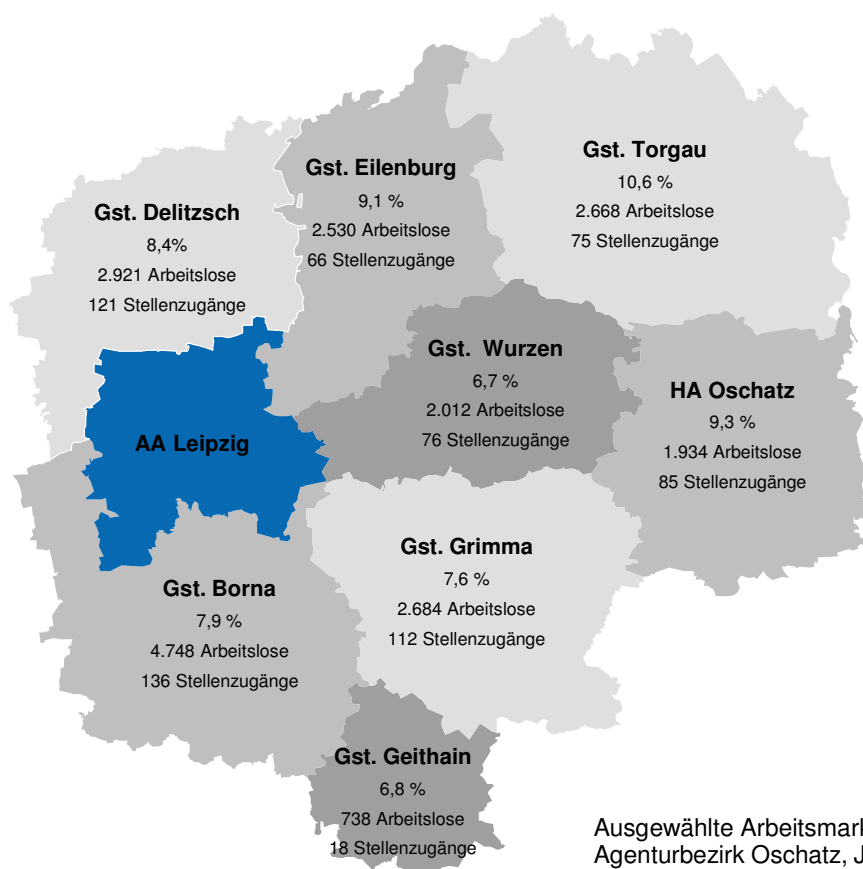 Gst. Torgau
10,6 %
2.668 Arbeitslose
75 Stellenzugänge
Gst. Eilenburg
9,1 %
2.530 Arbeitslose
66 Stellenzugänge
Gst. Delitzsch
8,4%
2.921 Arbeitslose
121 Stellenzugänge
Gst. Wurzen
6,7 %
2.012 Arbeitslose
76 Stellenzugänge
HA Oschatz
9,3 %
1.934 Arbeitslose
85 Stellenzugänge
AA Leipzig
Gst. Grimma
7,6 %
2.684 Arbeitslose
112 Stellenzugänge
Gst. Borna
7,9 %
4.748 Arbeitslose
136 Stellenzugänge
Gst. Geithain
6,8 %
738 Arbeitslose
18 Stellenzugänge
Ausgewählte
Agenturbezirk Oschatz,